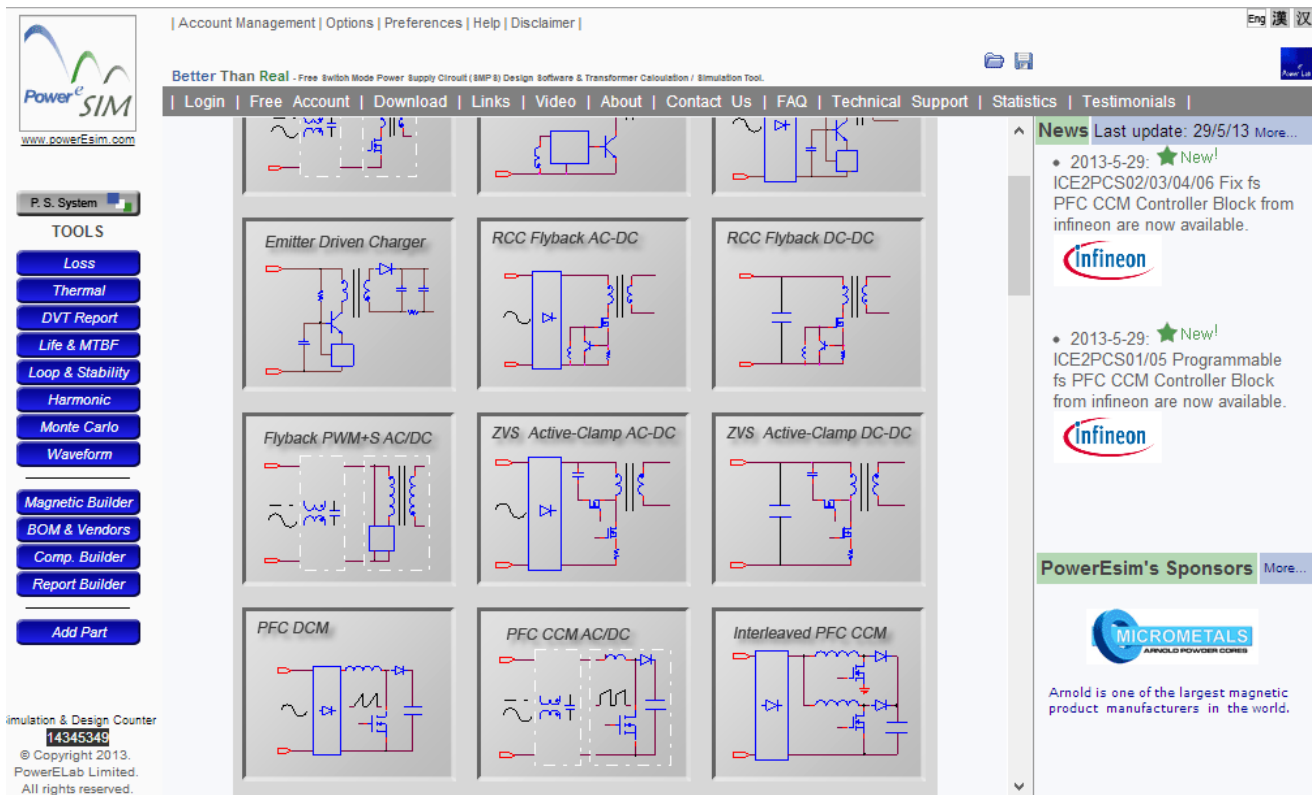 | Account Management | Options | Preferences | Help | Disclaimer |
Eng 漢 汉
Power e SIM
www.powerEsim.com
Better Than Real - Free Switch Mode Power Supply Circuit (SMPS) Design Software & Transformer Calculation / Simulation Tool.
Power Lab
| Login | Free Account | Download | Links | Video | About | Contact Us | FAQ | Technical Support | Statistics | Testimonials |
P. S. System
TOOLS
Loss
Thermal
DVT Report
Life & MTBF
Loop & Stability
Harmonic
Monte Carlo
Waveform
Magnetic Builder
BOM & Vendors
Comp. Builder
Report Builder
Add Part
Simulation & Design Counter
14345349
© Copyright 2013.
PowerELab Limited.
All rights reserved.
Emitter Driven Charger
RCC Flyback AC-DC
RCC Flyback DC-DC
Flyback PWM+S AC/DC
ZVS Active-Clamp AC-DC
ZVS Active-Clamp DC-DC
PFC DCM
PFC CCM AC/DC
Interleaved PFC CCM
News Last update: 29/5/13 More...
• 2013-5-29: New!
ICE2PCS02/03/04/06 Fix fs
PFC CCM Controller Block from
infineon are now available.
infineon
• 2013-5-29: New!
ICE2PCS01/05 Programmable
fs PFC CCM Controller Block
from infineon are now available.
infineon
PowerEsim's Sponsors More...
MICROMETALS
ARNOLD POWDER CORES
Arnold is one of the largest magnetic
product manufacturers in the world.